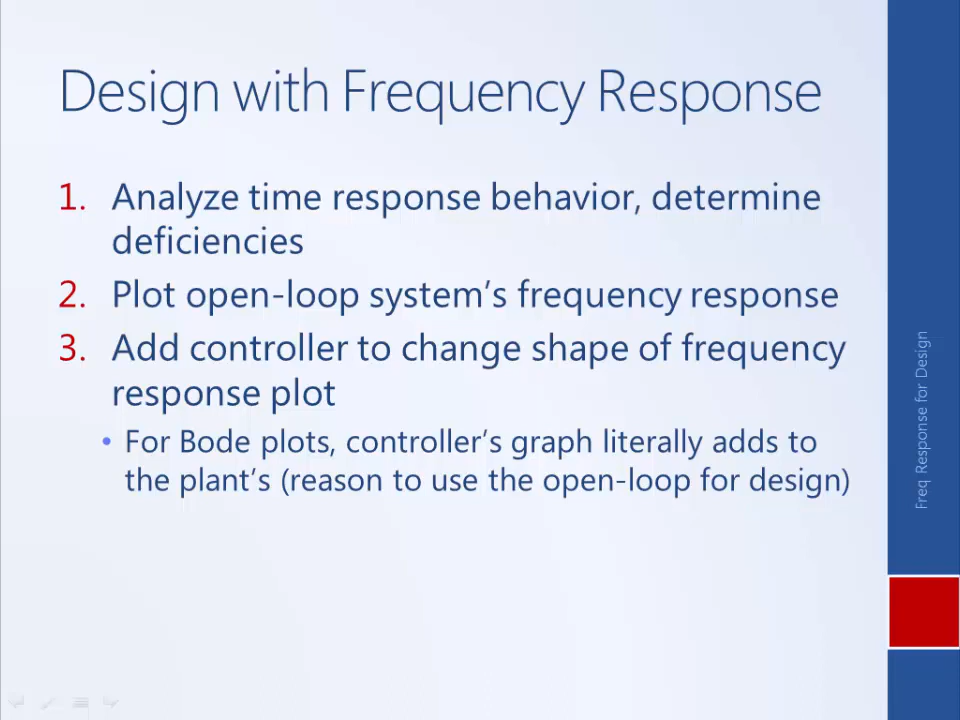 Design with Frequency Response
1. Analyze time response behavior, determine
deficiencies
2. Plot open-loop system’s frequency response
3. Add controller to change shape of frequency
response plot
• For Bode plots, controller’s graph literally adds to
the plant’s (reason to use the open-loop for design)
Freq Response for Design